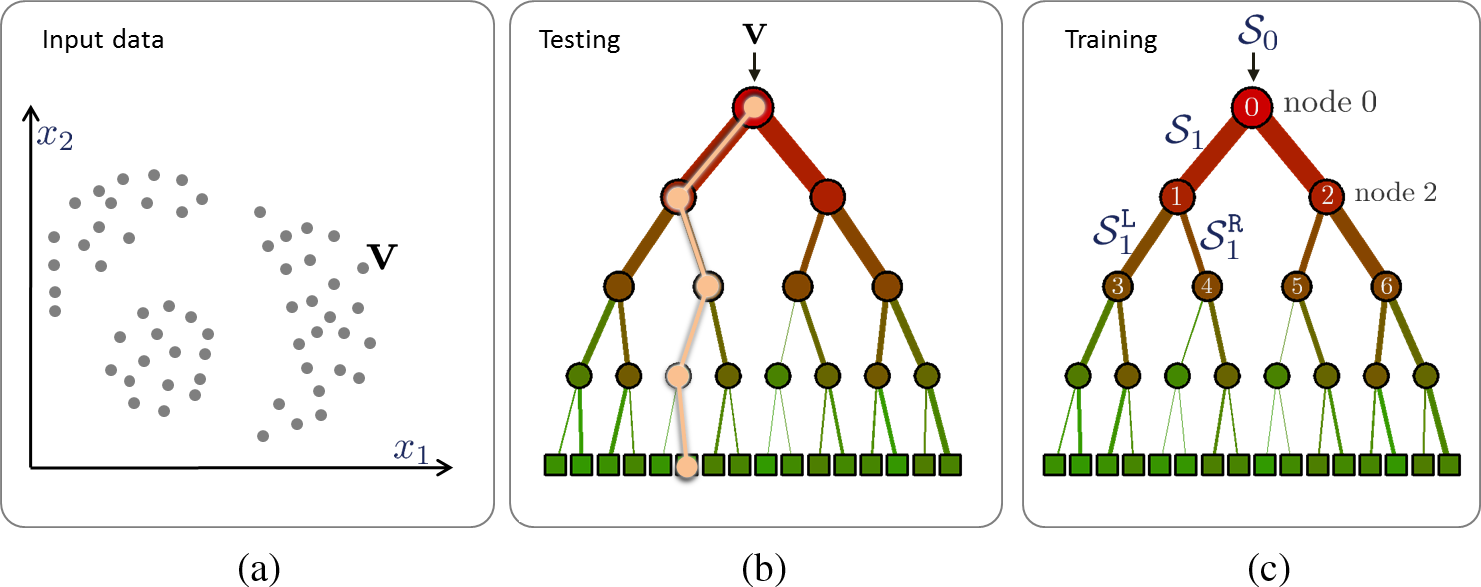 Input data
x₂
v
x₁
(a)
Testing
v
(b)
Training
S₀
0 node 0
S₁
1 2 node 2
S₁ᴸ S₁ᴿ
3 4 5 6
(c)